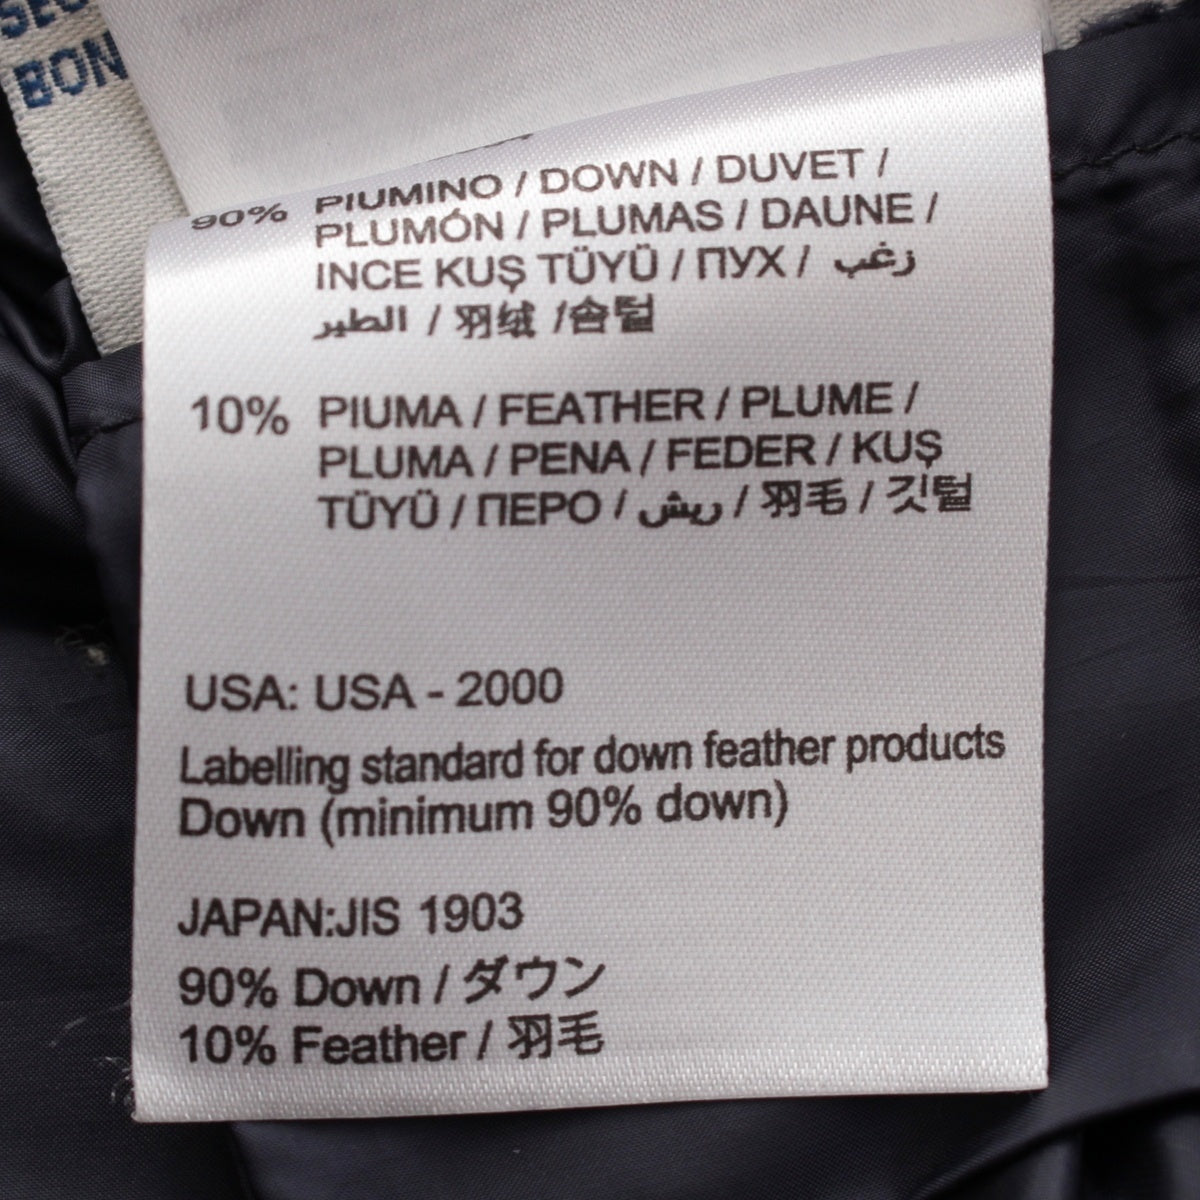 BON
90% PIUMINO / DOWN / DUVET /
PLUMÓN / PLUMAS / DAUNE /
INCE KUŞ TÜYÜ / ПУХ / زغب
الطير / 羽绒 /솜털
10% PIUMA / FEATHER / PLUME /
PLUMA / PENA / FEDER / KUŞ
TÜYÜ / ПЕРО / ريش / 羽毛 / 깃털
USA: USA - 2000
Labelling standard for down feather products
Down (minimum 90% down)
JAPAN:JIS 1903
90% Down / ダウン
10% Feather / 羽毛